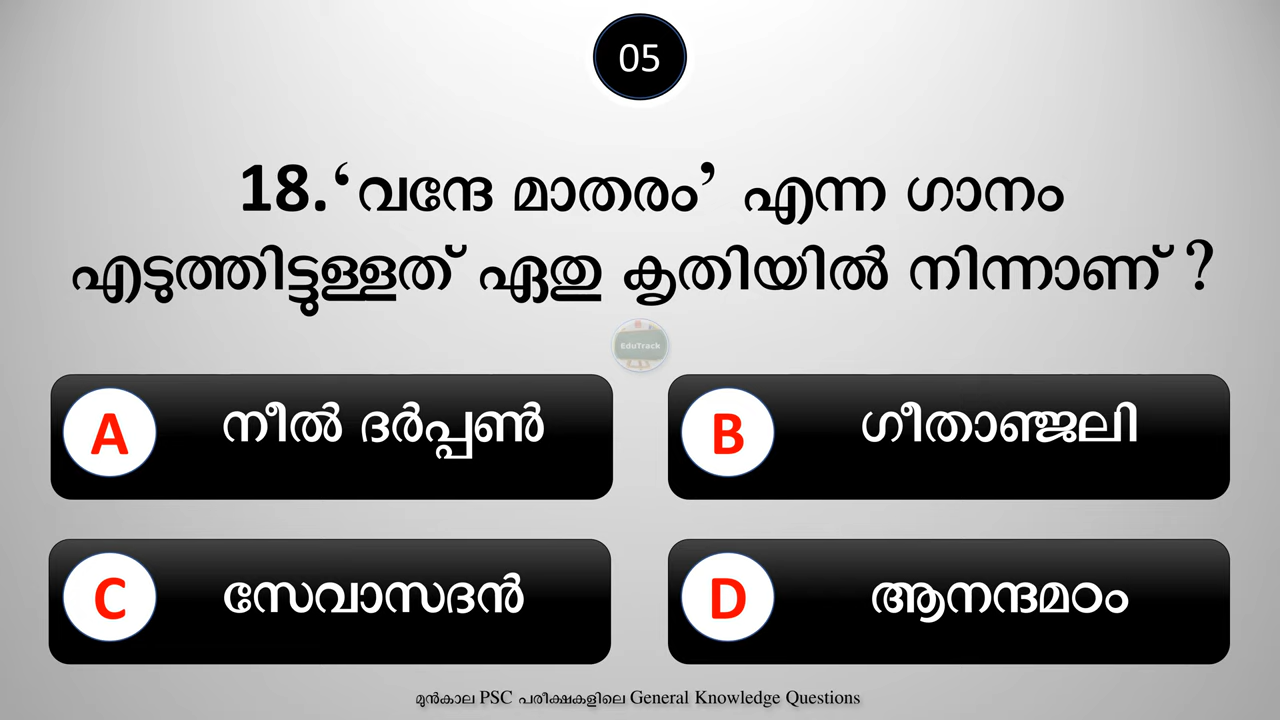 05
18.‘വന്ദേ മാതരം’ എന്ന ഗാനം
എടുത്തിട്ടുള്ളത് ഏതു കൃതിയിൽ നിന്നാണ് ?
EduTrack
A നീൽ ദർപ്പൺ
B ഗീതാഞ്ജലി
C സേവാസദൻ
D ആനന്ദമഠം
മുൻകാല PSC പരീക്ഷകളിലെ General Knowledge Questions